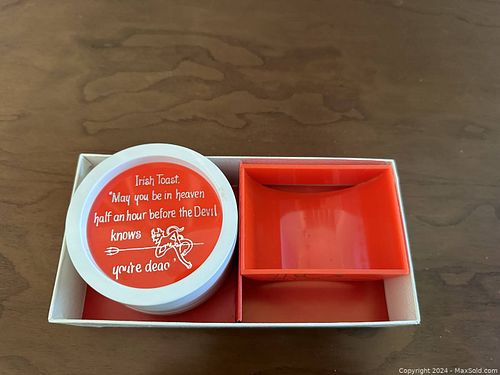 Irish Toast.
"May you be in heaven
half an hour before the Devil
knows
you're dead"
Copyright 2024 - MaxSold.com